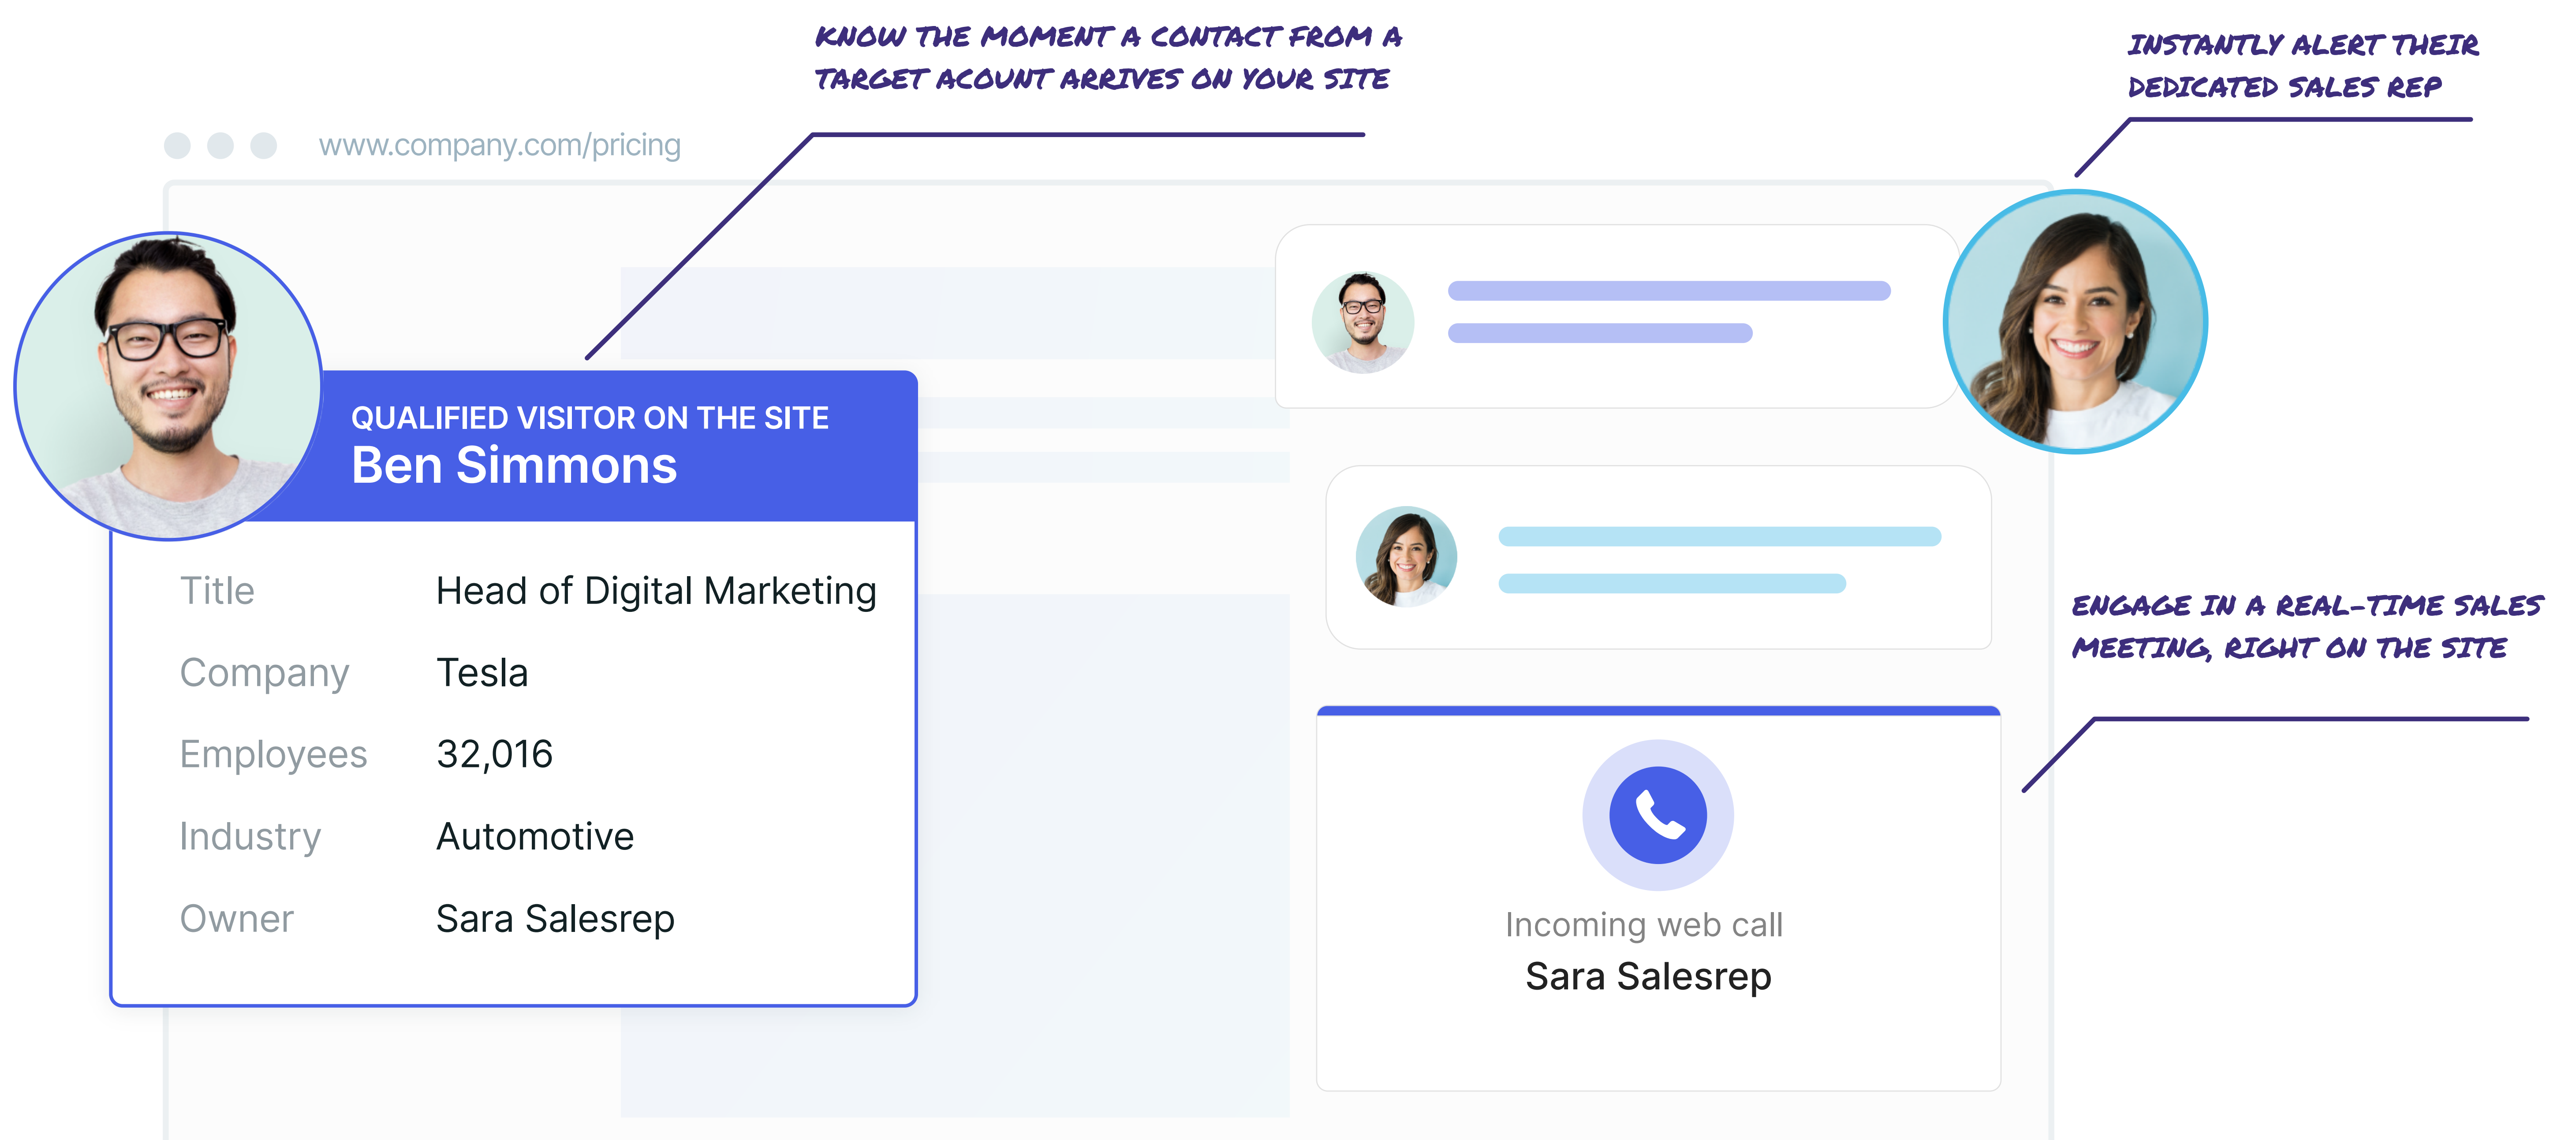 KNOW THE MOMENT A CONTACT FROM A
TARGET ACOUNT ARRIVES ON YOUR SITE
INSTANTLY ALERT THEIR
DEDICATED SALES REP
www.company.com/pricing
QUALIFIED VISITOR ON THE SITE
Ben Simmons
Title Head of Digital Marketing
Company Tesla
Employees 32,016
Industry Automotive
Owner Sara Salesrep
ENGAGE IN A REAL-TIME SALES
MEETING, RIGHT ON THE SITE
Incoming web call
Sara Salesrep